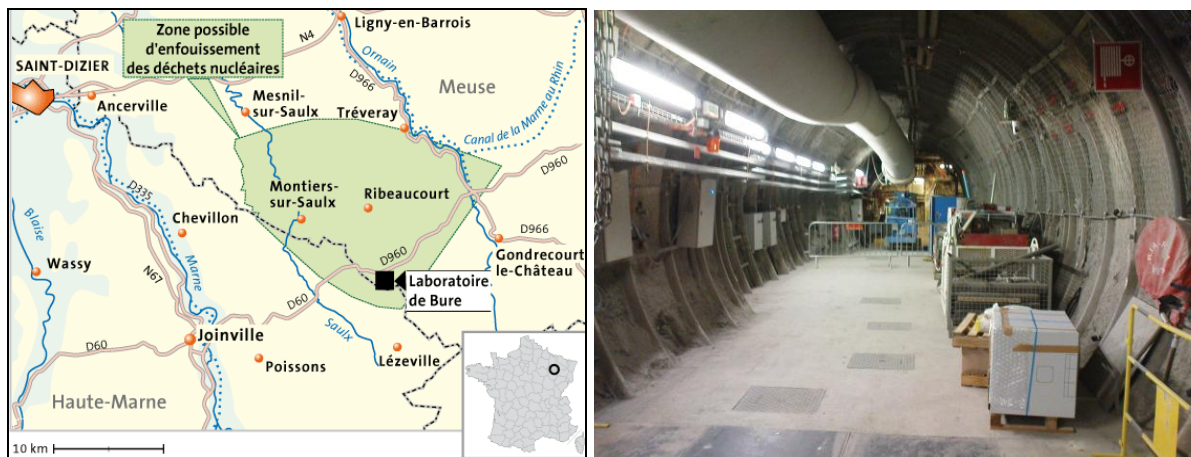 Zone possible
d'enfouissement
des déchets nucléaires
Ligny-en-Barrois
N4
SAINT-DIZIER
Ornain
D966
Meuse
Ancerville
Mesnil-
sur-Saulx
Tréveray
Canal de la Marne au Rhin
D960
D335
Montiers-
sur-Saulx
Ribeaucourt
Chevillon
Blaise
Marne
D966
D960
Gondrecourt
le-Château
Wassy
N67
Laboratoire
de Bure
D60
Saulx
Joinville
D60
Poissons
Lézeville
Haute-Marne
10 km